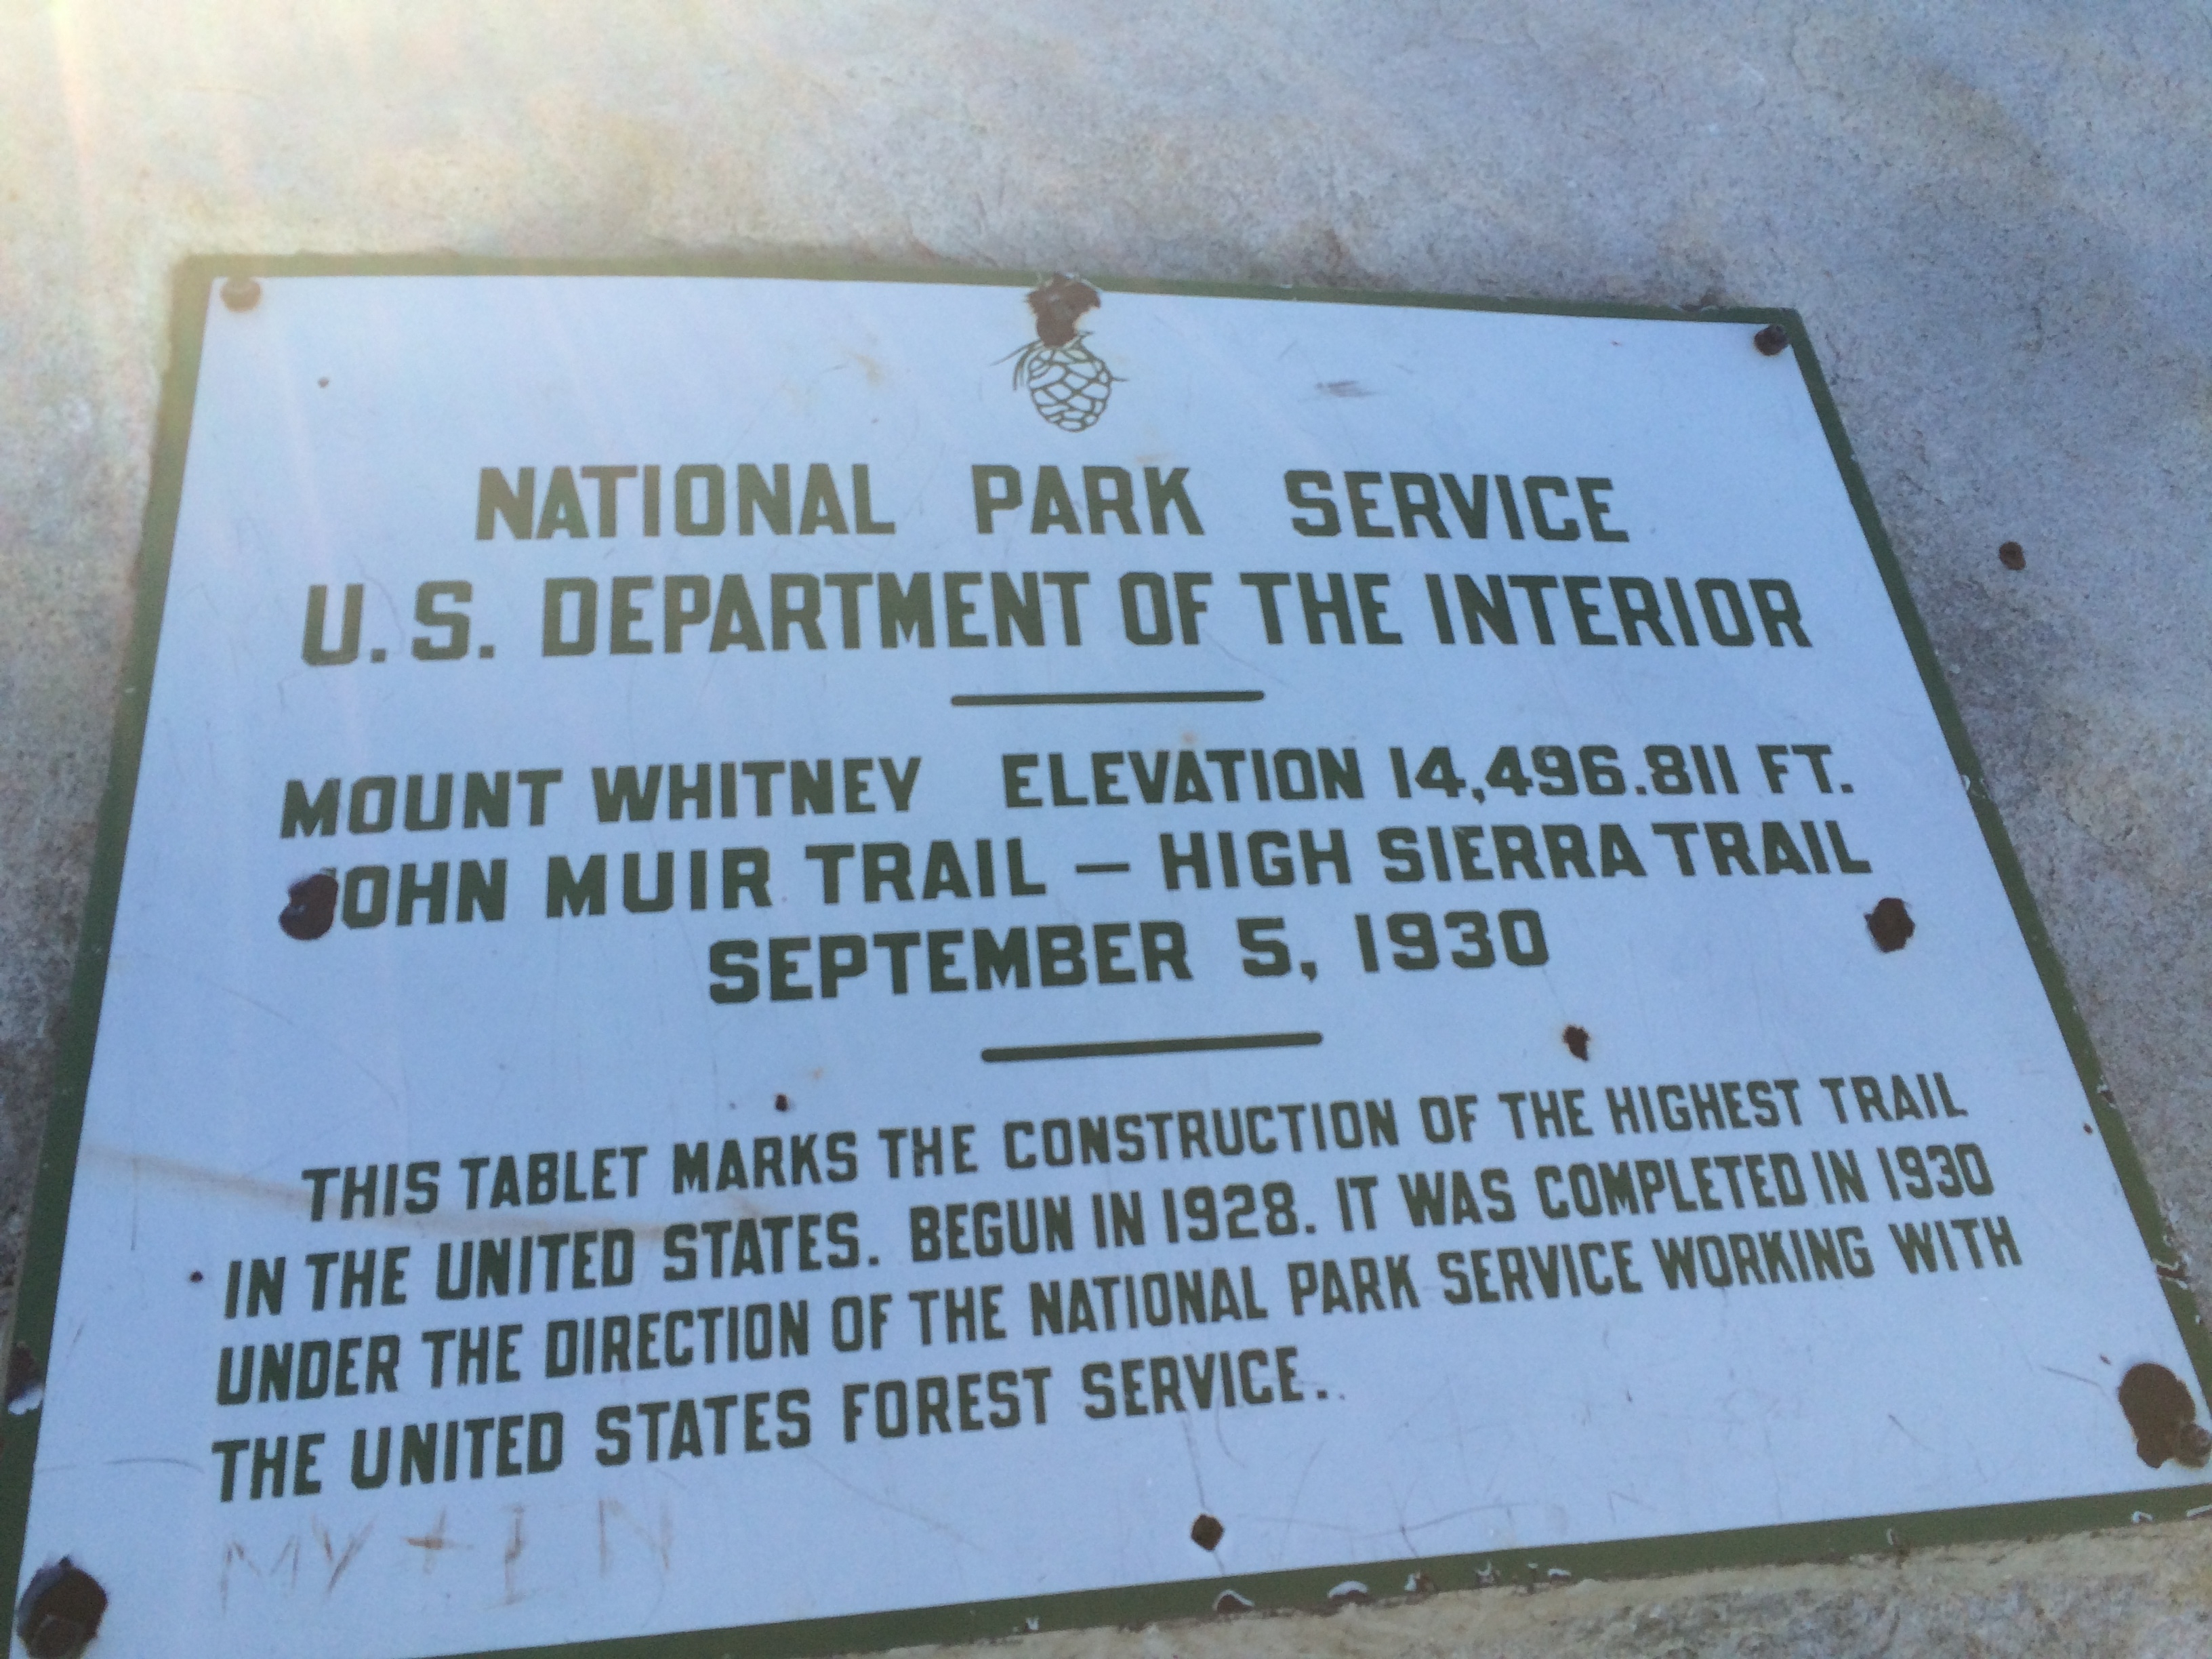 NATIONAL PARK SERVICE
U.S. DEPARTMENT OF THE INTERIOR
MOUNT WHITNEY ELEVATION 14,496.811 FT.
JOHN MUIR TRAIL – HIGH SIERRA TRAIL
SEPTEMBER 5, 1930
THIS TABLET MARKS THE CONSTRUCTION OF THE HIGHEST TRAIL
IN THE UNITED STATES. BEGUN IN 1928. IT WAS COMPLETED IN 1930
UNDER THE DIRECTION OF THE NATIONAL PARK SERVICE WORKING WITH
THE UNITED STATES FOREST SERVICE.